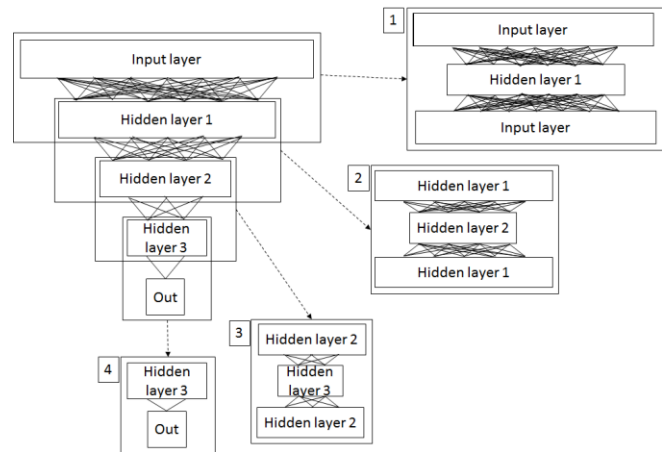 Input layer
Hidden layer 1
Hidden layer 2
Hidden
layer 3
Out
1
Input layer
Hidden layer 1
Input layer
2
Hidden layer 1
Hidden layer 2
Hidden layer 1
3
Hidden layer 2
Hidden
layer 3
Hidden layer 2
4
Hidden
layer 3
Out